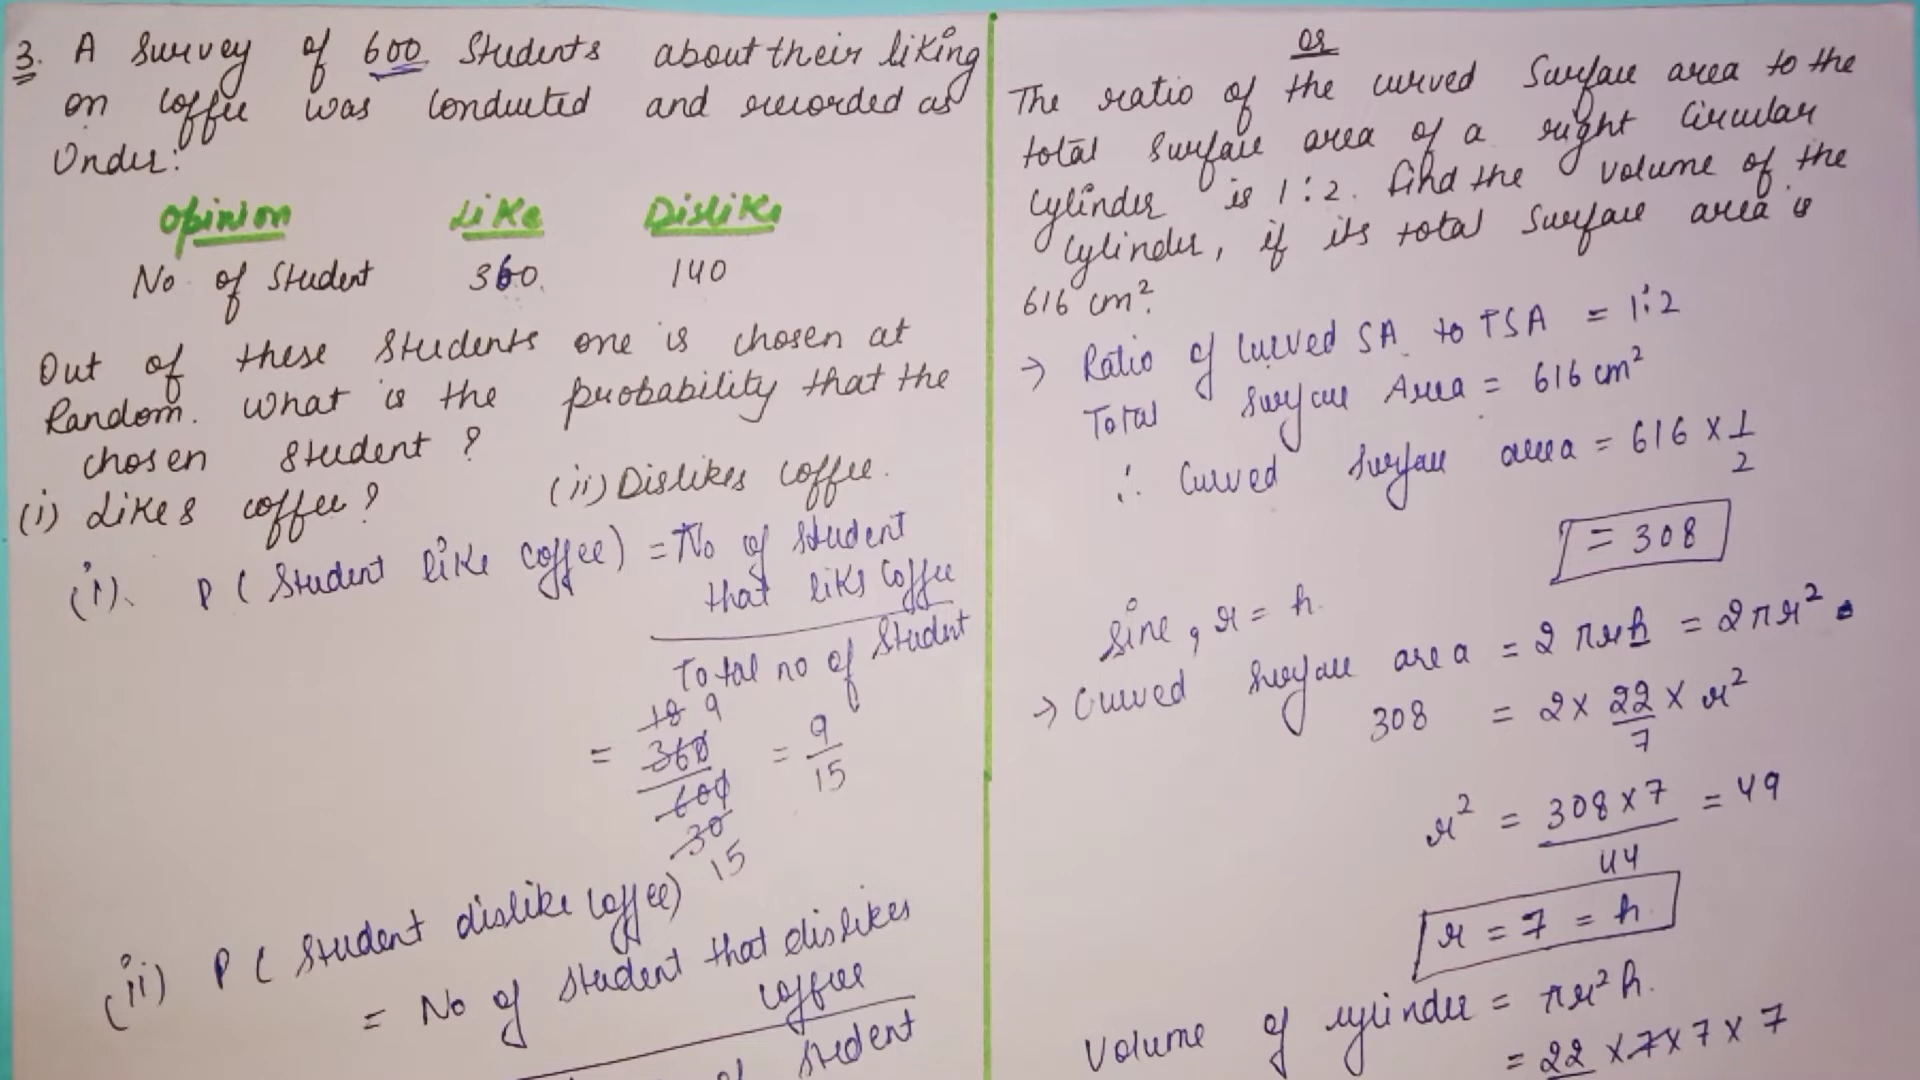 3. A Survey of 600 Students about their liking
on coffee was Conducted and recorded as
Under:
Opinion Like Dislike
No. of Student 360. 140
Out of these Students one is chosen at
Random. What is the probability that the
chosen Student?
(i) Likes coffee? (ii) Dislikes coffee.
(i). P (Student like coffee) = No of student
that likes Coffee
Total no of Student
18 9
= 360 = 9
600 15
30
15
(ii) P (Student dislike Coffee)
= No of Student that dislikes
coffee
of Student
or
The ratio of the curved Surface area to the
total Surface area of a right Circular
Cylinder is 1:2. find the volume of the
Cylinder, if its total Surface area is
616 cm².
→ Ratio of Curved SA to TSA = 1:2
Total Surface Area = 616 cm²
∴ Curved Surface area = 616 × 1
2
= 308
Sine, r = h.
→ Curved Surface area = 2πrh = 2πr²
308 = 2 × 22 × r²
7
r² = 308×7 = 49
44
r = 7 = h.
Volume of cylinder = πr²h.
= 22 ×7×7×7